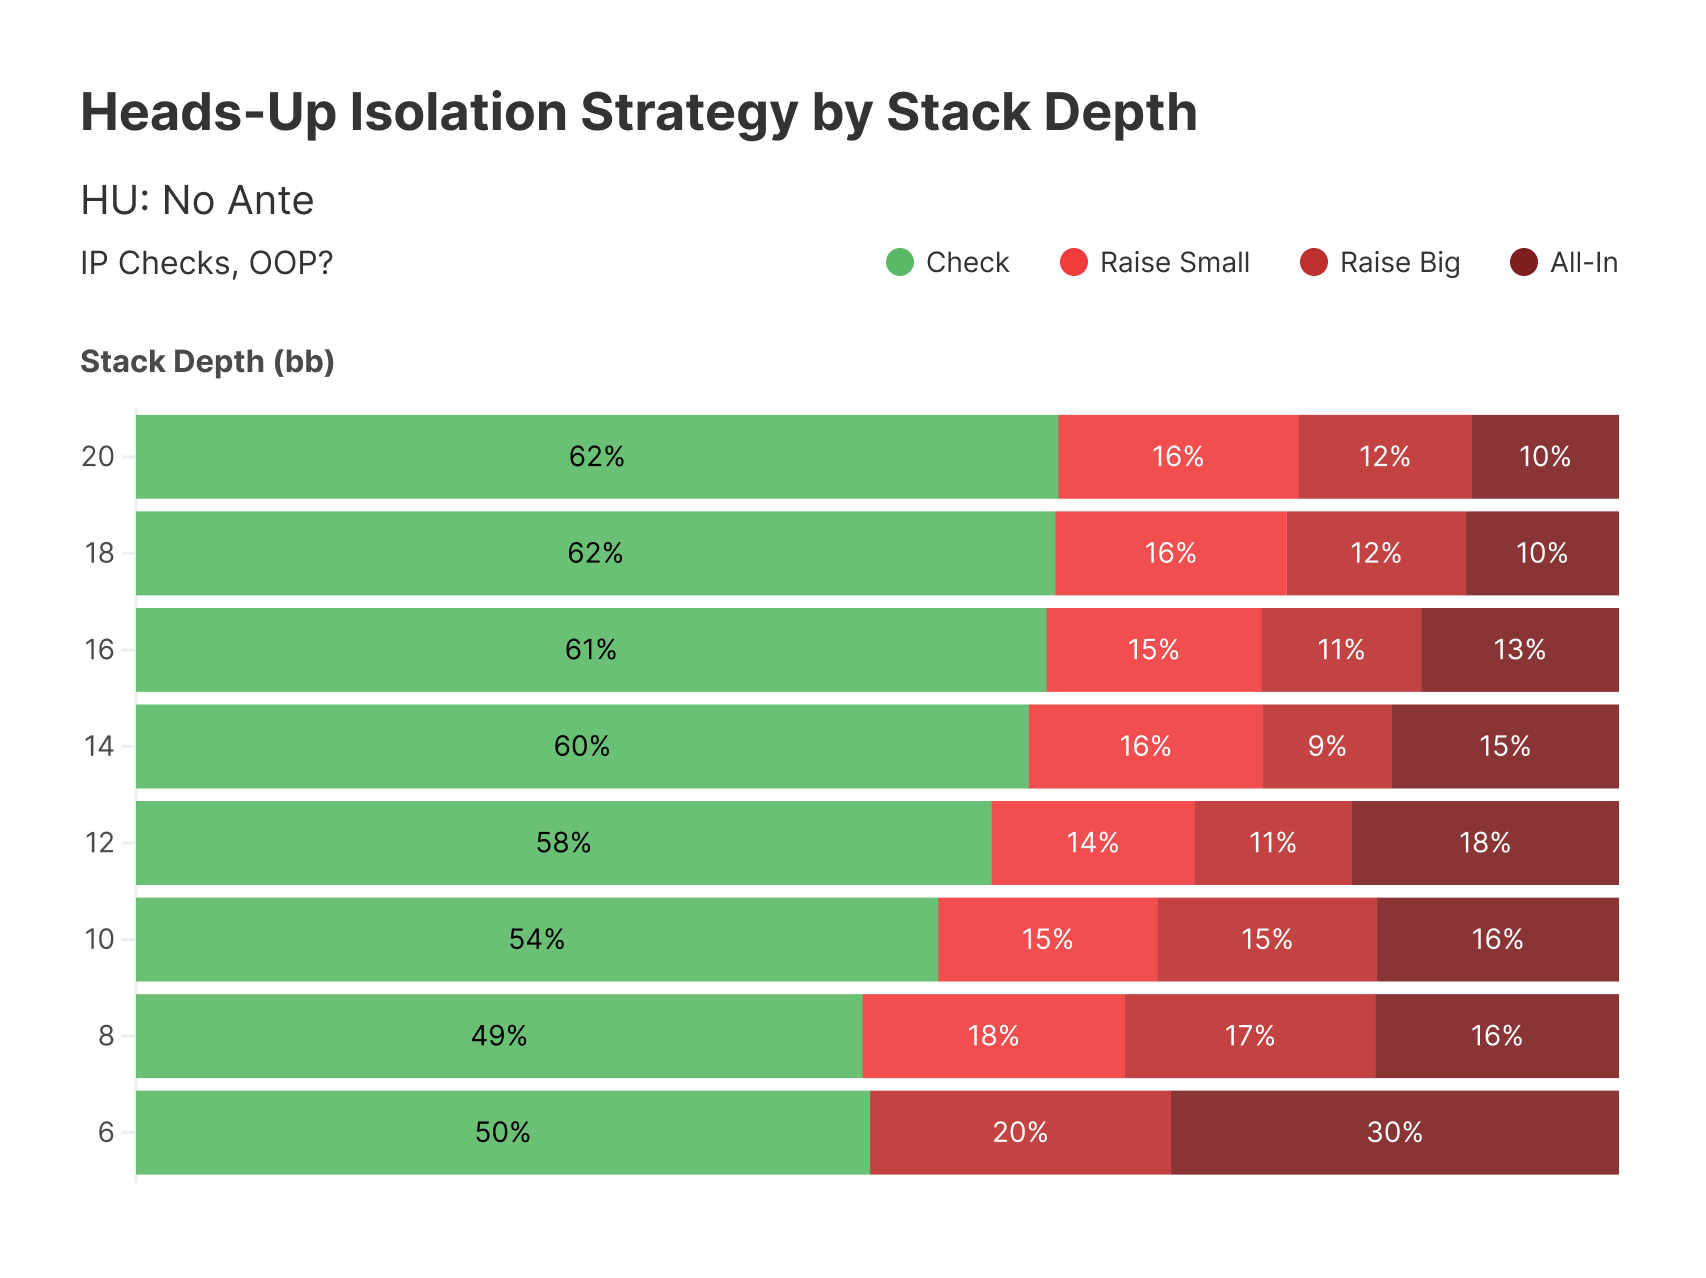 Heads-Up Isolation Strategy by Stack Depth
HU: No Ante
IP Checks, OOP?
Check Raise Small Raise Big All-In
Stack Depth (bb)
20 62% 16% 12% 10%
18 62% 16% 12% 10%
16 61% 15% 11% 13%
14 60% 16% 9% 15%
12 58% 14% 11% 18%
10 54% 15% 15% 16%
8 49% 18% 17% 16%
6 50% 20% 30%